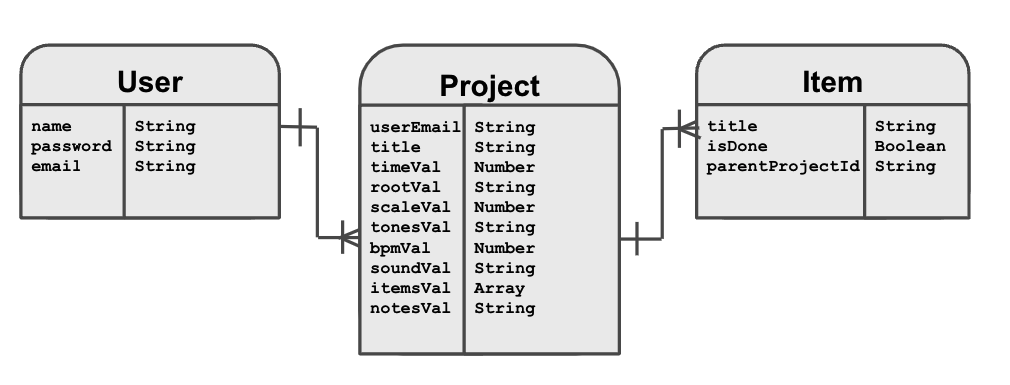 User
name String
password String
email String
Project
userEmail String
title String
timeVal Number
rootVal String
scaleVal Number
tonesVal String
bpmVal Number
soundVal String
itemsVal Array
notesVal String
Item
title String
isDone Boolean
parentProjectId String